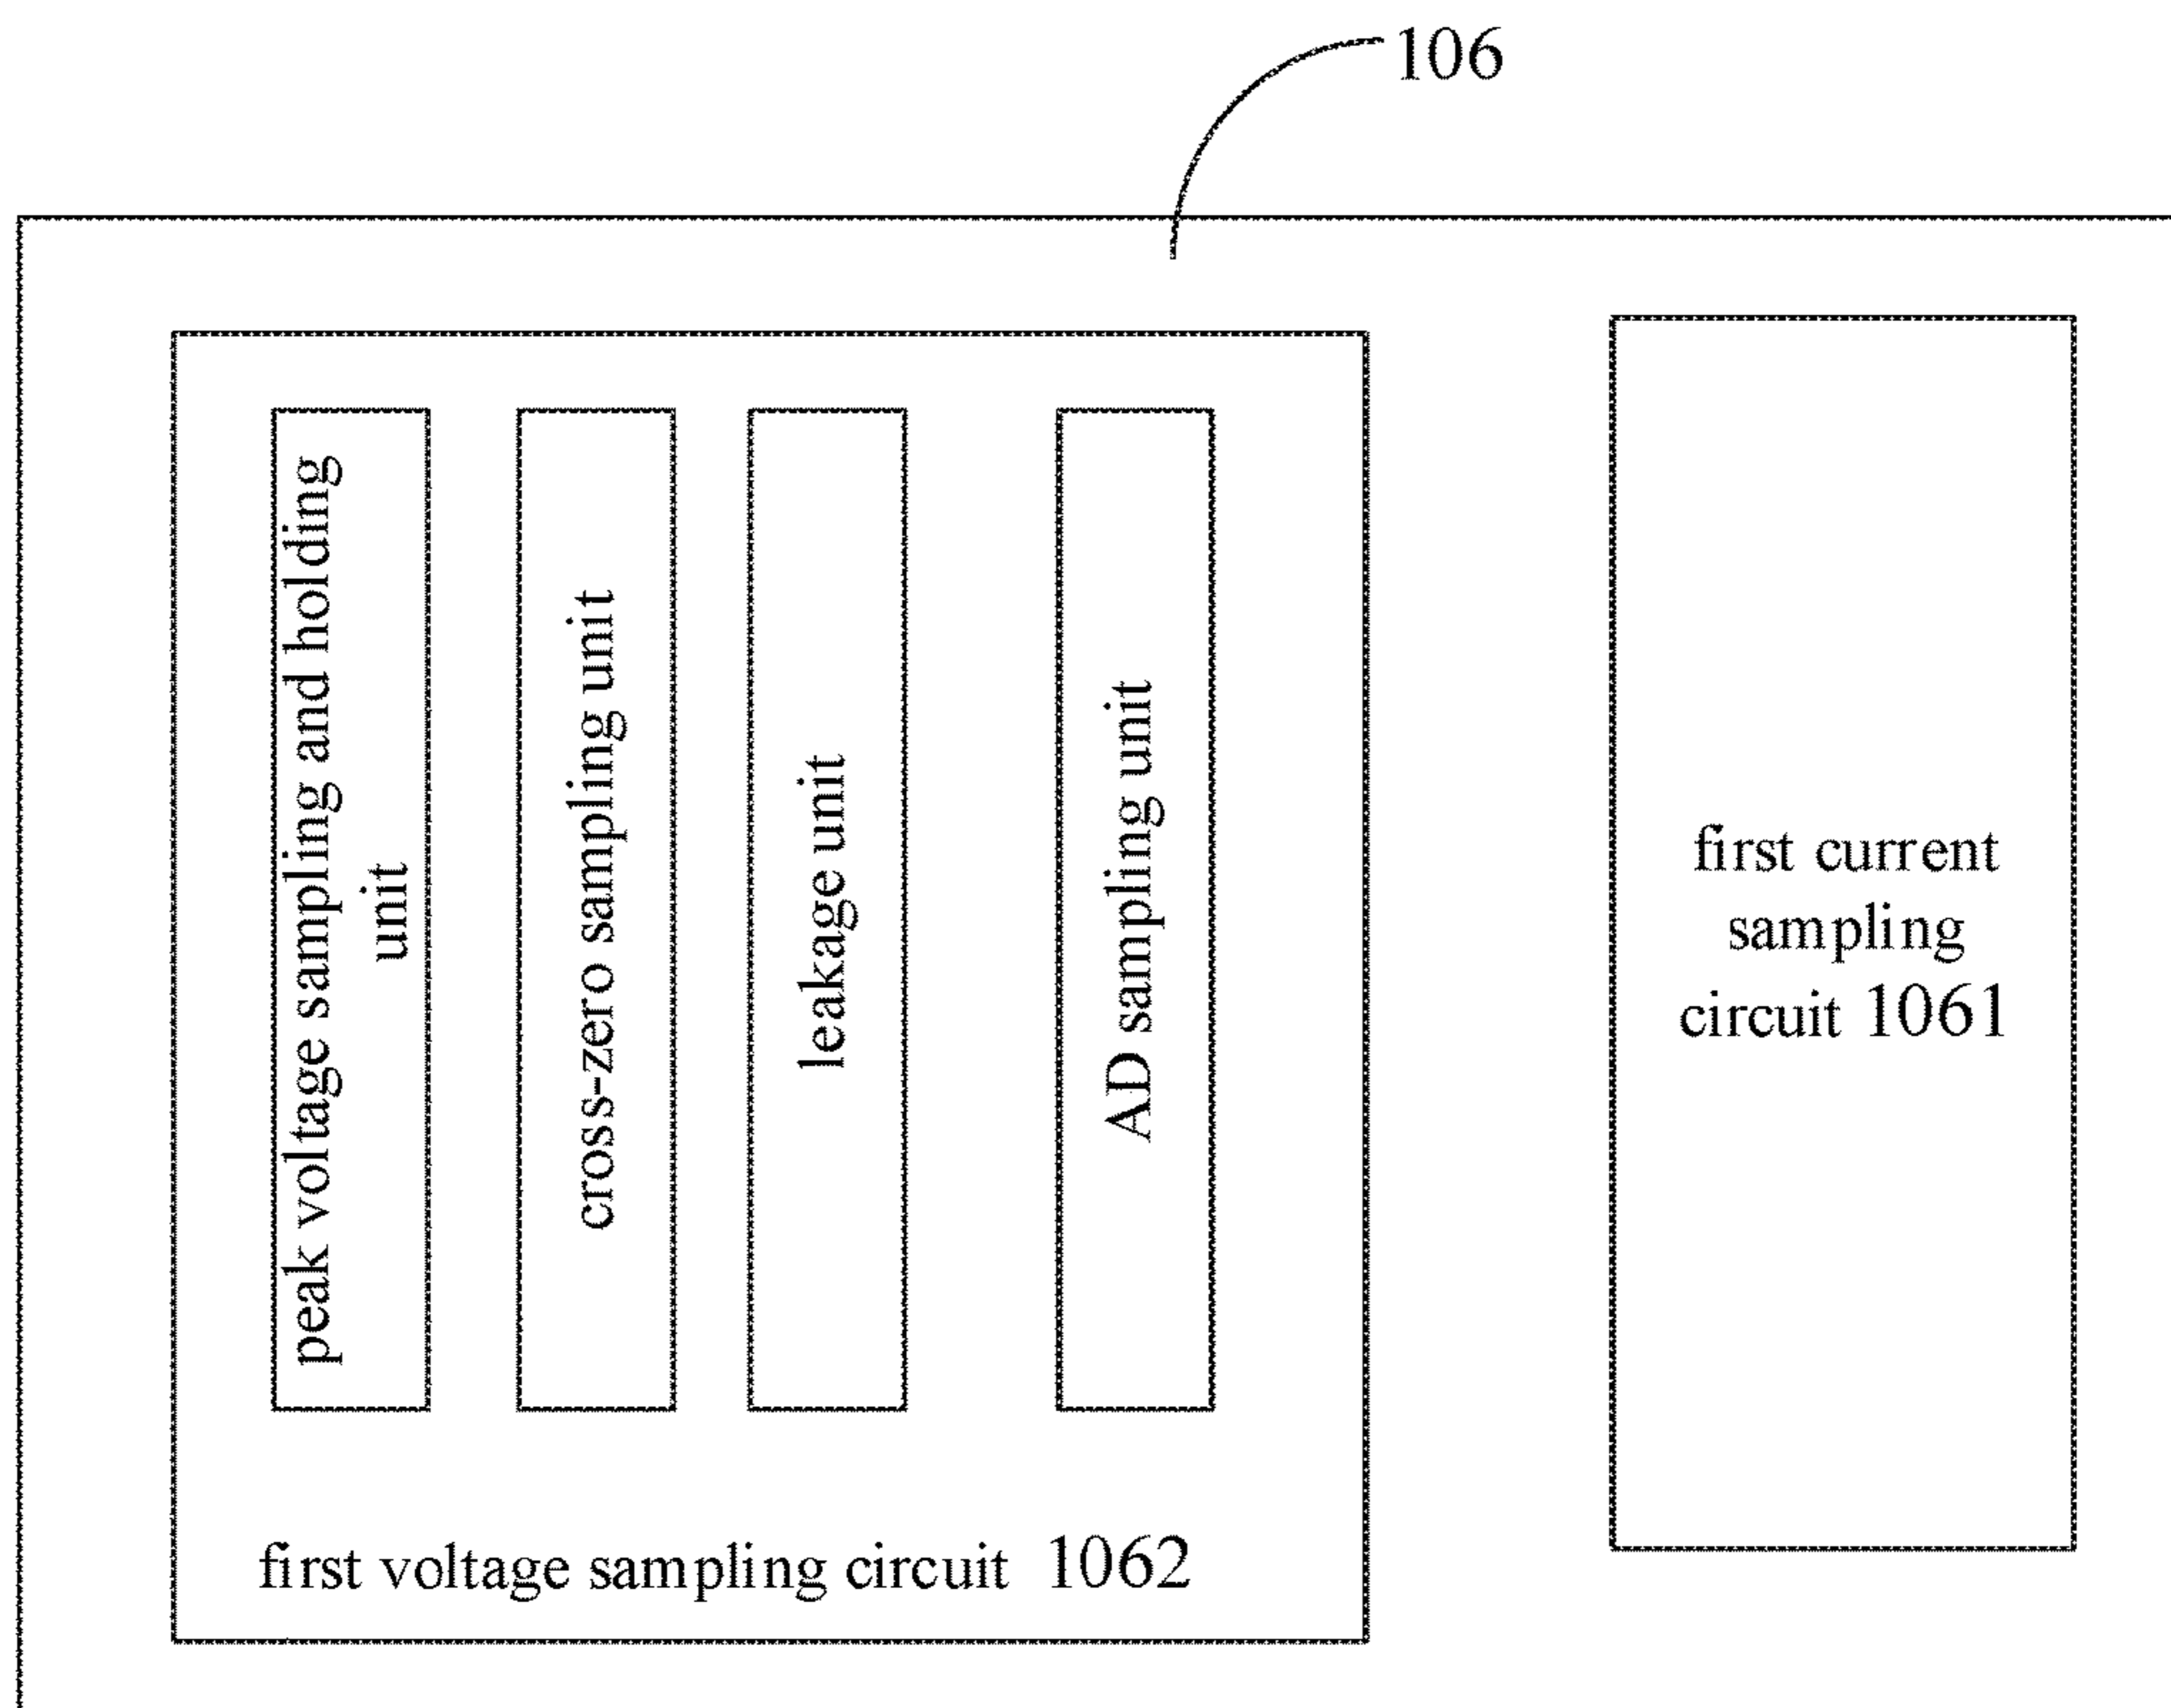 106
peak voltage sampling and holding
unit
cross-zero sampling unit
leakage unit
AD sampling unit
first voltage sampling circuit 1062
first current
sampling
circuit 1061